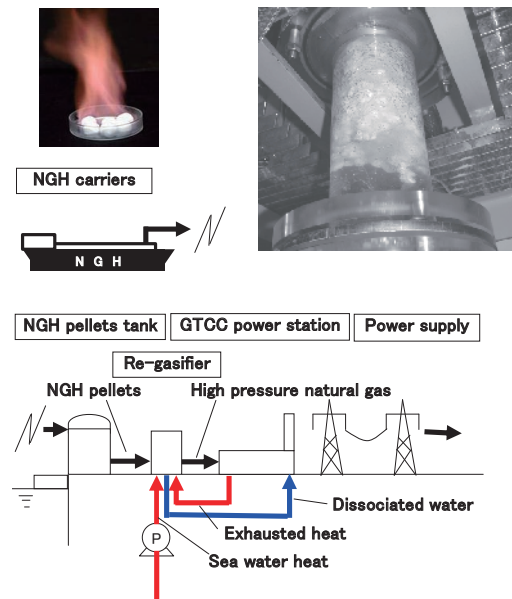 NGH carriers
N G H
NGH pellets tank
GTCC power station
Power supply
Re-gasifier
NGH pellets
High pressure natural gas
Dissociated water
Exhausted heat
P
Sea water heat